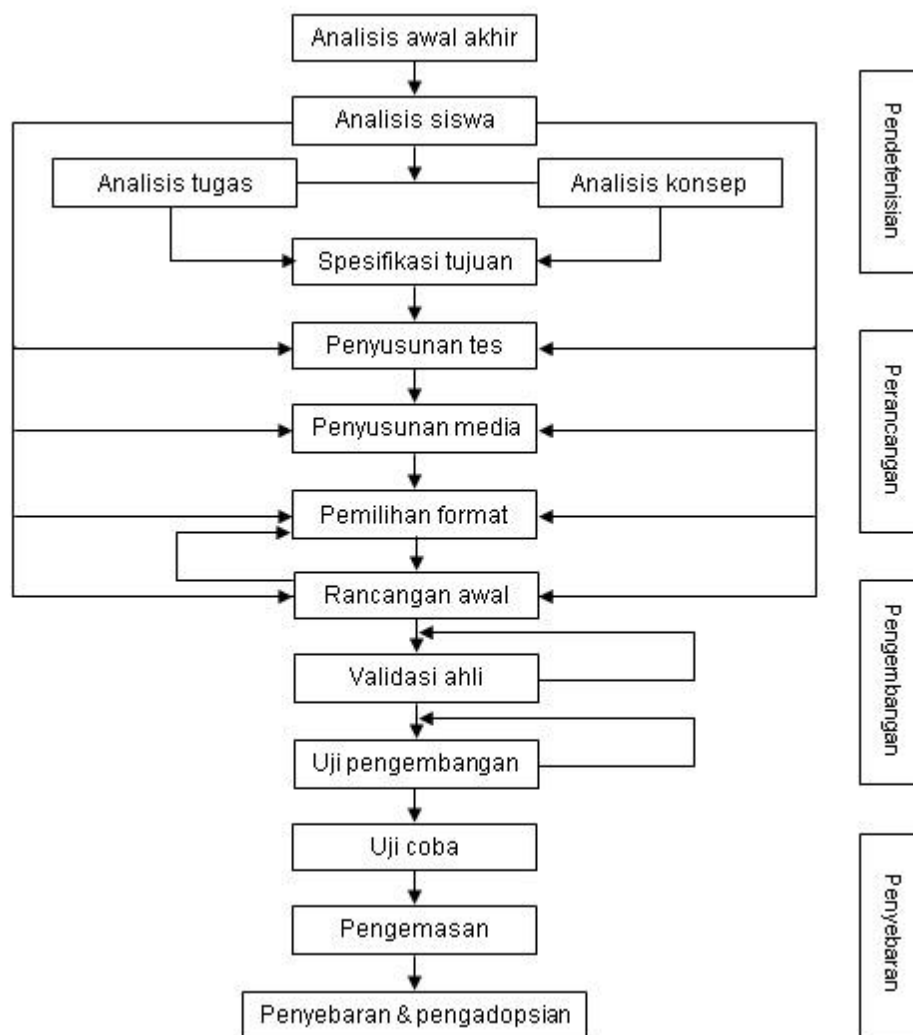 Analisis awal akhir
Analisis siswa
Analisis tugas
Analisis konsep
Spesifikasi tujuan
Penyusunan tes
Penyusunan media
Pemilihan format
Rancangan awal
Validasi ahli
Uji pengembangan
Uji coba
Pengemasan
Penyebaran & pengadopsian
Pendefenisian
Perancangan
Pengembangan
Penyebaran